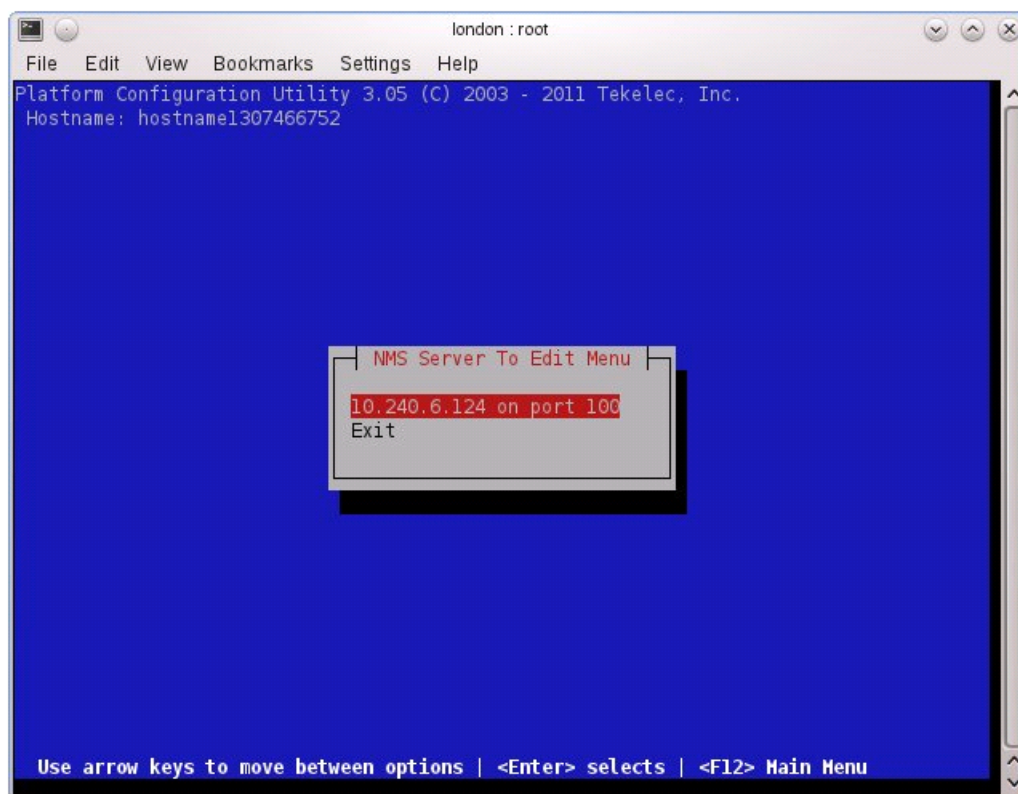 london : root
File Edit View Bookmarks Settings Help
Platform Configuration Utility 3.05 (C) 2003 - 2011 Tekelec, Inc.
Hostname: hostname1307466752
NMS Server To Edit Menu
10.240.6.124 on port 100
Exit
Use arrow keys to move between options | <Enter> selects | <F12> Main Menu